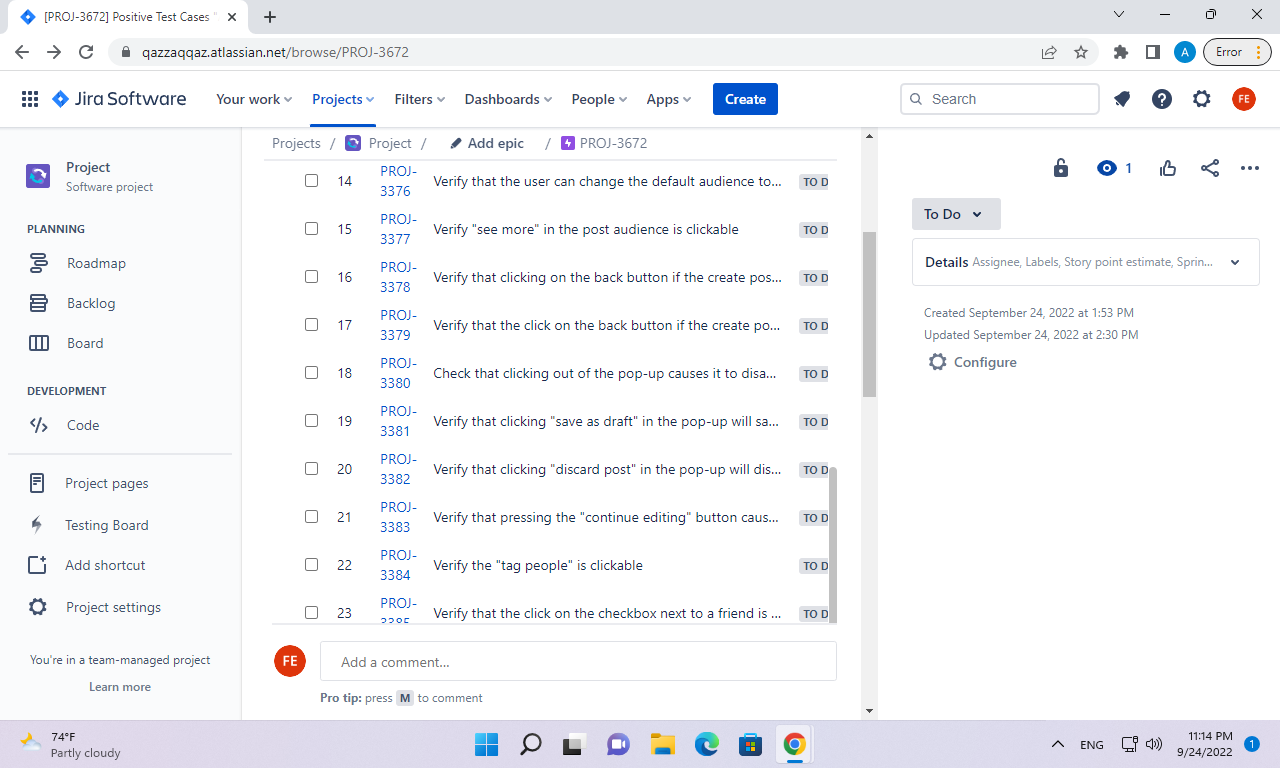 [PROJ-3672] Positive Test Cases "
qazzaqqaz.atlassian.net/browse/PROJ-3672
A
Error
Jira Software
Your work
Projects
Filters
Dashboards
People
Apps
Create
Search
FE
Project
Software project
PLANNING
Roadmap
Backlog
Board
DEVELOPMENT
Code
Project pages
Testing Board
Add shortcut
Project settings
You're in a team-managed project
Learn more
Projects / Project / Add epic / PROJ-3672
14 PROJ-3376 Verify that the user can change the default audience to... TO D
15 PROJ-3377 Verify "see more" in the post audience is clickable TO D
16 PROJ-3378 Verify that clicking on the back button if the create pos... TO D
17 PROJ-3379 Verify that the click on the back button if the create po... TO D
18 PROJ-3380 Check that clicking out of the pop-up causes it to disa... TO D
19 PROJ-3381 Verify that clicking "save as draft" in the pop-up will sa... TO D
20 PROJ-3382 Verify that clicking "discard post" in the pop-up will dis... TO D
21 PROJ-3383 Verify that pressing the "continue editing" button caus... TO D
22 PROJ-3384 Verify the "tag people" is clickable TO D
23 PROJ-3385 Verify that the click on the checkbox next to a friend is ... TO D
FE
Add a comment...
Pro tip: press M to comment
1
To Do
Details Assignee, Labels, Story point estimate, Sprin...
Created September 24, 2022 at 1:53 PM
Updated September 24, 2022 at 2:30 PM
Configure
74°F
Partly cloudy
ENG
11:14 PM
9/24/2022
1